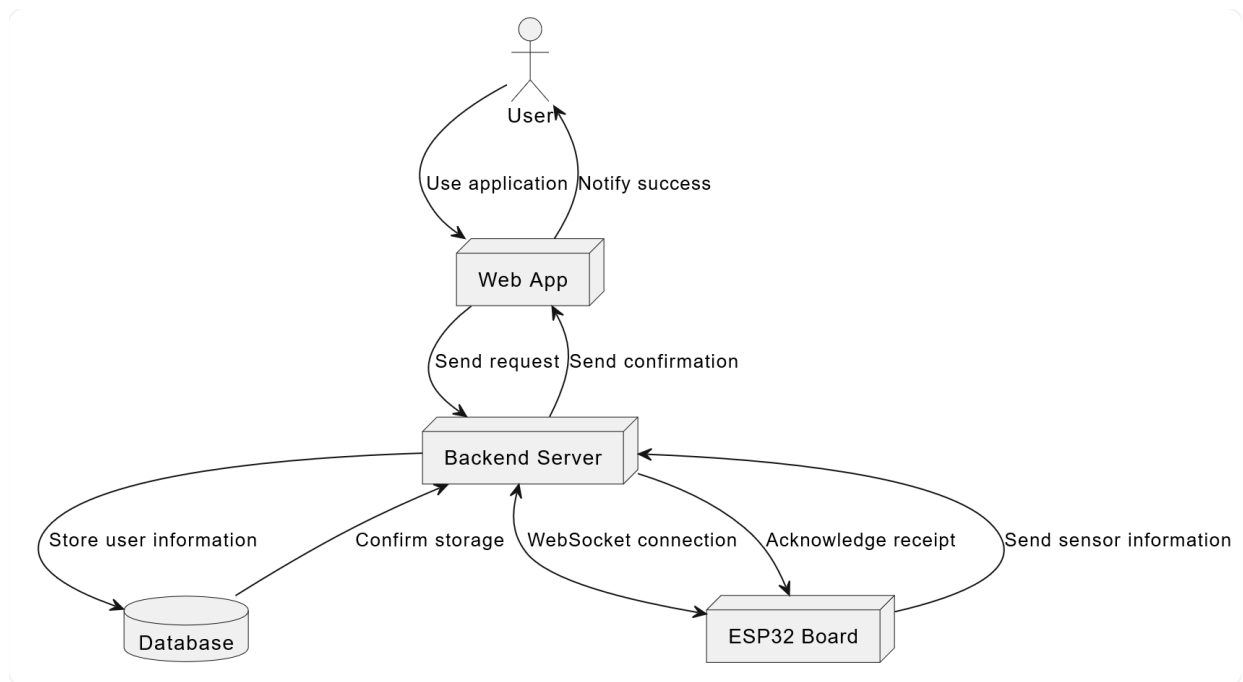 User
Use application
Notify success
Web App
Send request
Send confirmation
Backend Server
Store user information
Confirm storage
WebSocket connection
Acknowledge receipt
Send sensor information
Database
ESP32 Board